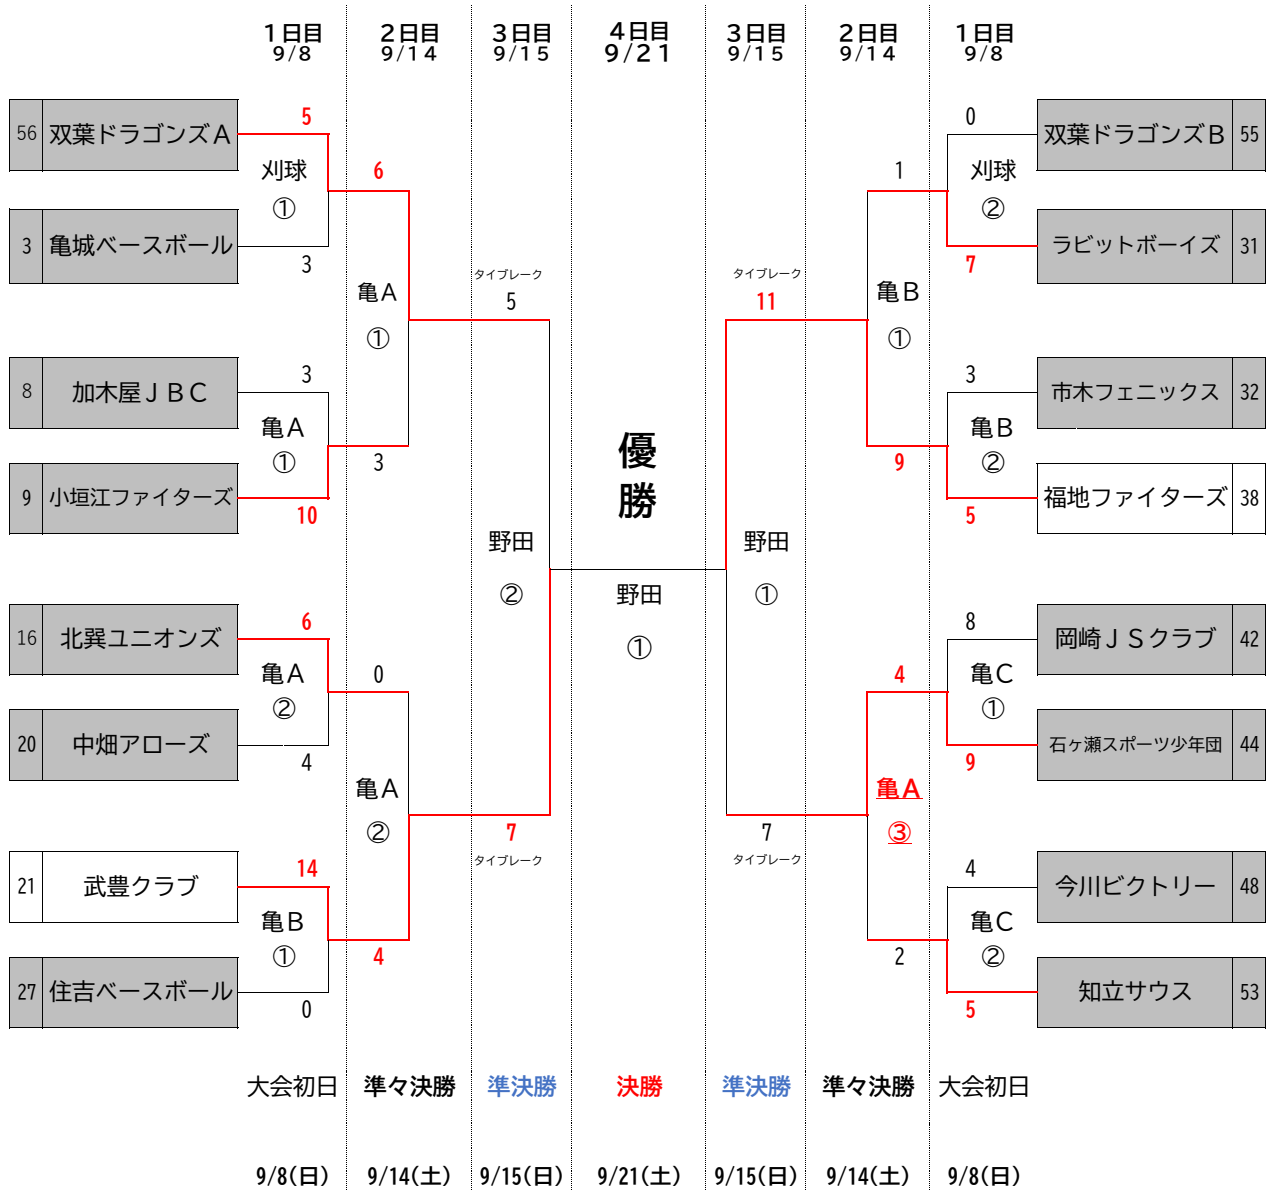 １日目 ２日目 ３日目 ４日目 ３日目 ２日目 １日目
9/8 9/14 9/15 9/21 9/15 9/14 9/8
5 0
56 双葉ドラゴンズＡ 双葉ドラゴンズＢ 55
刈球 6 1 刈球
① ②
3 亀城ベースボール ラビットボーイズ 31
3 7
タイブレーク タイブレーク
亀Ａ 5 11 亀Ｂ
① ①
3 3
8 加木屋ＪＢＣ 市木フェニックス 32
亀Ａ 亀Ｂ
① 3 優 9 ②
9 小垣江ファイターズ 勝 福地ファイターズ 38
10 5
野田 野田
② 野田 ①
6 8
16 北巽ユニオンズ ① 岡崎ＪＳクラブ 42
亀Ａ 0 4 亀Ｃ
② ①
20 中畑アローズ 石ヶ瀬スポーツ少年団 44
4 9
亀Ａ 亀Ａ
② 7 7 ③
タイブレーク タイブレーク
14 4
21 武豊クラブ 今川ビクトリー 48
亀Ｂ 亀Ｃ
① 4 2 ②
27 住吉ベースボール 知立サウス 53
0 5
大会初日 準々決勝 準決勝 決勝 準決勝 準々決勝 大会初日
9/8(日) 9/14(土) 9/15(日) 9/21(土) 9/15(日) 9/14(土) 9/8(日)